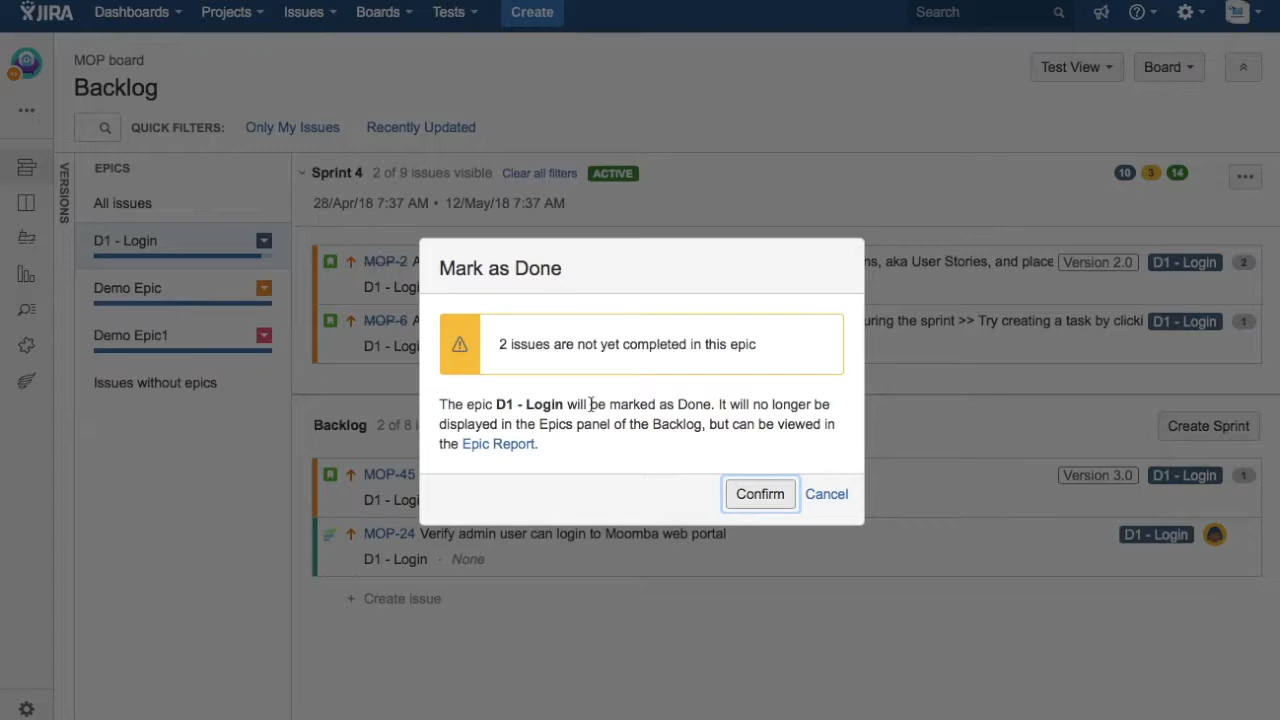 JIRA Dashboards Projects Issues Boards Tests Create Search
MOP board
Backlog
Test View Board
QUICK FILTERS: Only My Issues Recently Updated
VERSIONS
EPICS
All issues
D1 - Login
Demo Epic
Demo Epic1
Issues without epics
Sprint 4 2 of 9 issues visible Clear all filters ACTIVE 10 3 14
28/Apr/18 7:37 AM • 12/May/18 7:37 AM
MOP-2 ns, aka User Stories, and place Version 2.0 D1 - Login 2
D1 - Logi
MOP-6 uring the sprint >> Try creating a task by clicki D1 - Login 1
D1 - Logi
Mark as Done
2 issues are not yet completed in this epic
The epic D1 - Login will be marked as Done. It will no longer be
displayed in the Epics panel of the Backlog, but can be viewed in
the Epic Report.
Confirm Cancel
Backlog 2 of 8 Create Sprint
MOP-45 Version 3.0 D1 - Login 1
D1 - Logi
MOP-24 Verify admin user can login to Moomba web portal D1 - Login
D1 - Login · None
+ Create issue